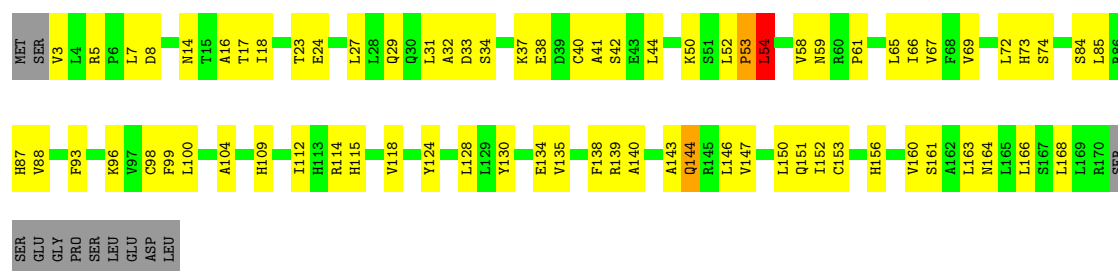 MET SER V3 L4 R5 P6 L7 D8 N14 T15 A16 T17 I18 T23 E24 L27 L28 Q29 Q30 L31 A32 D33 S34 K37 E38 D39 C40 A41 S42 E43 L44 K50 S51 L52 P53 L54 V58 N59 R60 P61 L65 I66 V67 F68 V69 L72 H73 S74 S84 L85 R86
H87 V88 F93 K96 V97 C98 F99 L100 A104 H109 I112 H113 R114 H115 V118 Y124 L128 L129 Y130 E134 V135 F138 R139 A140 A143 Q144 R145 L146 V147 L150 Q151 I152 C153 H156 V160 S161 A162 L163 N164 L165 L166 S167 L168 L169 R170 SER
SER GLU GLY PRO SER LEU GLU ASP LEU